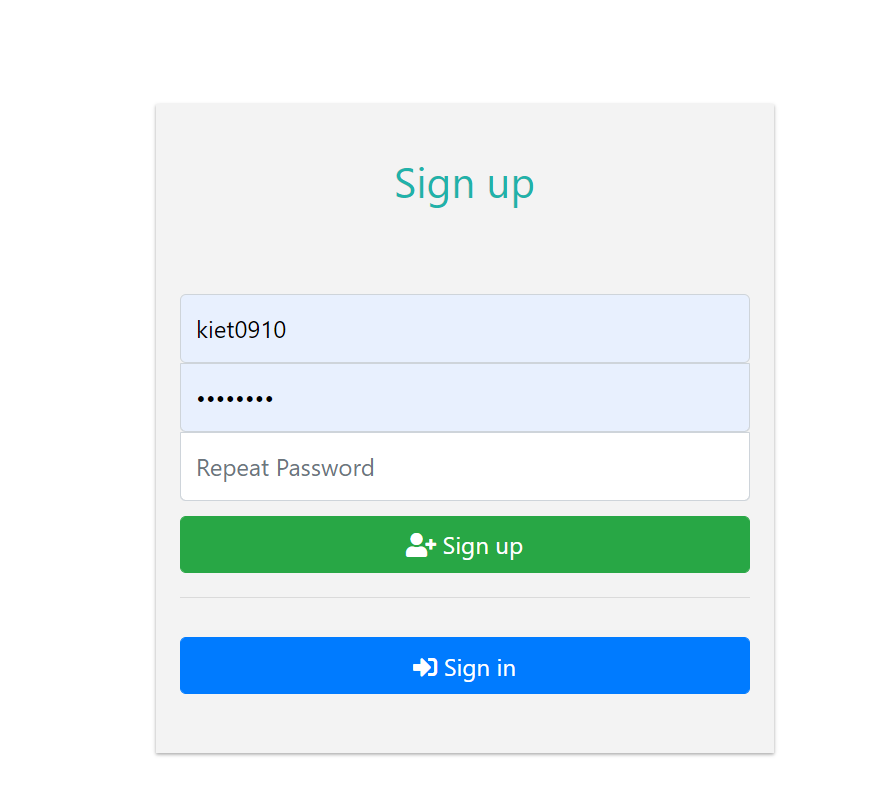 Sign up
kiet0910
••••••••
Repeat Password
Sign up
Sign in